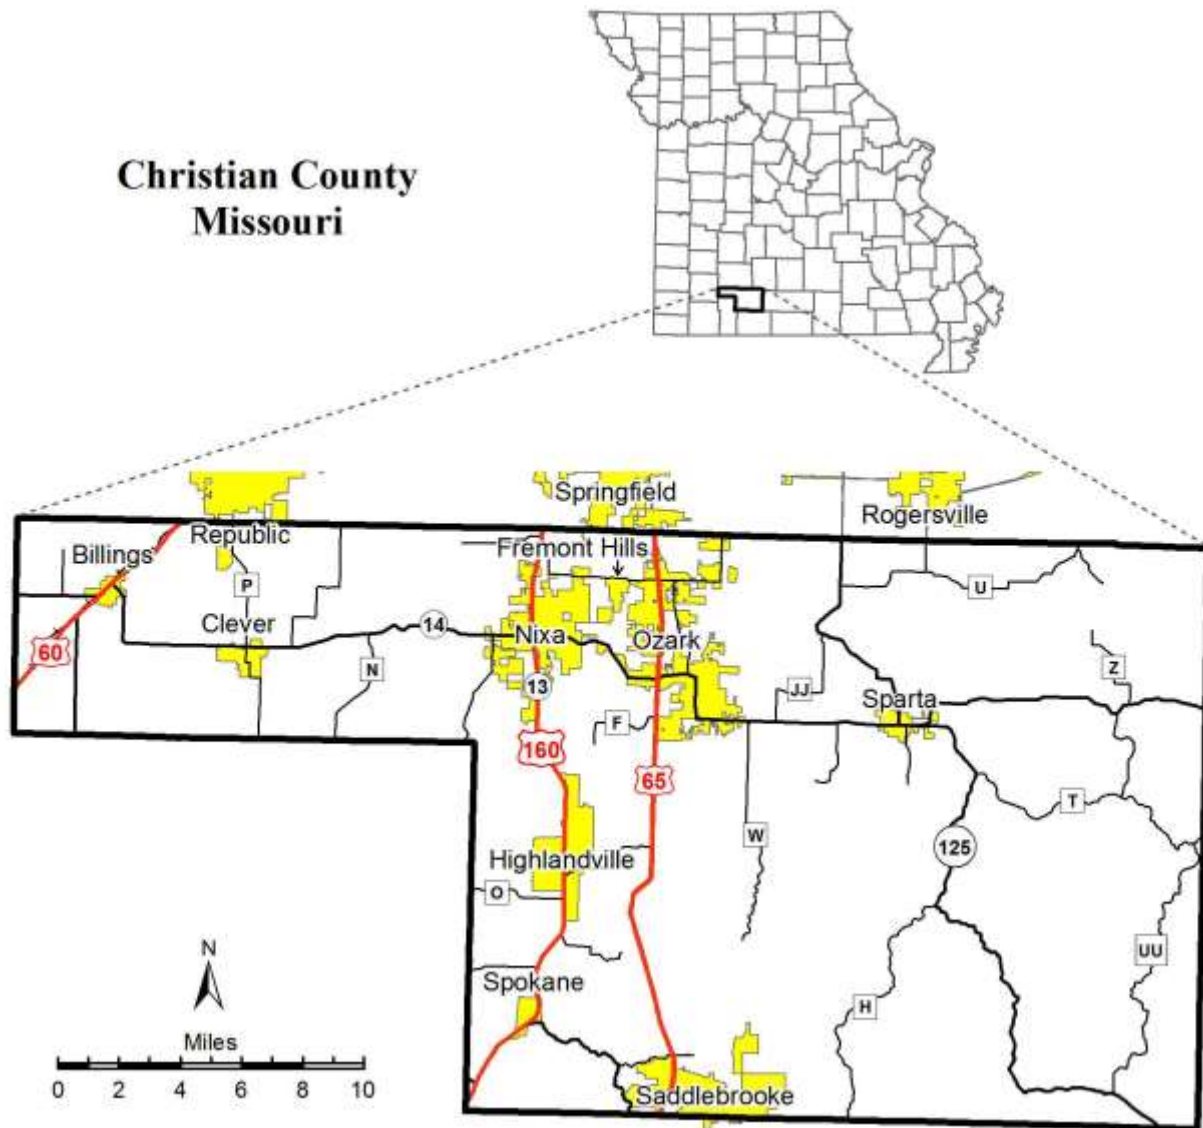 Christian County
Missouri
Springfield
Rogersville
Republic
Billings
Fremont Hills
P
U
Clever
14
Nixa
Ozark
60
N
Z
13
JJ
Sparta
F
160
65
T
W
125
Highlandville
O
N
UU
Spokane
H
Miles
0 2 4 6 8 10
Saddlebrooke